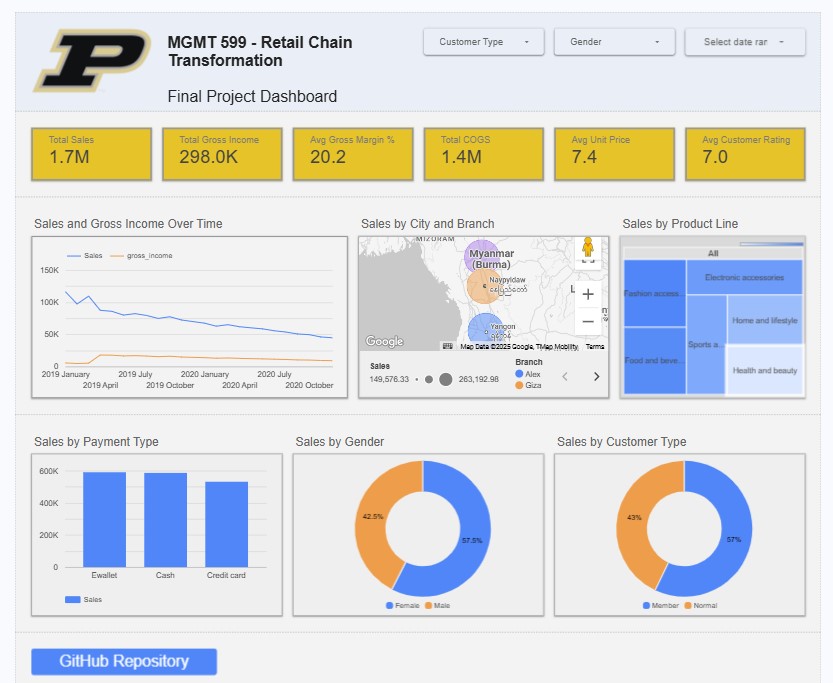 P
MGMT 599 - Retail Chain
Transformation
Final Project Dashboard
Customer Type
Gender
Select date rar
Total Sales
1.7M
Total Gross Income
298.0K
Avg Gross Margin %
20.2
Total COGS
1.4M
Avg Unit Price
7.4
Avg Customer Rating
7.0
Sales and Gross Income Over Time
Sales gross_income
150K
100K
50K
0
2019 January 2019 July 2020 January 2020 July
2019 April 2019 October 2020 April 2020 October
Sales by City and Branch
MIZORAM
Myanmar
(Burma)
Naypyidaw
နေပြည်တော်
Yangon
Google
Map Data ©2025 Google, TMap Mobility, Terms
Sales
149,576.33 263,192.98
Branch
Alex
Giza
Sales by Product Line
All
Fashion access...
Electronic accessories
Home and lifestyle
Sports a...
Food and beve...
Health and beauty
Sales by Payment Type
600K
400K
200K
0
Ewallet Cash Credit card
Sales
Sales by Gender
42.5%
57.5%
Female Male
Sales by Customer Type
43%
57%
Member Normal
GitHub Repository